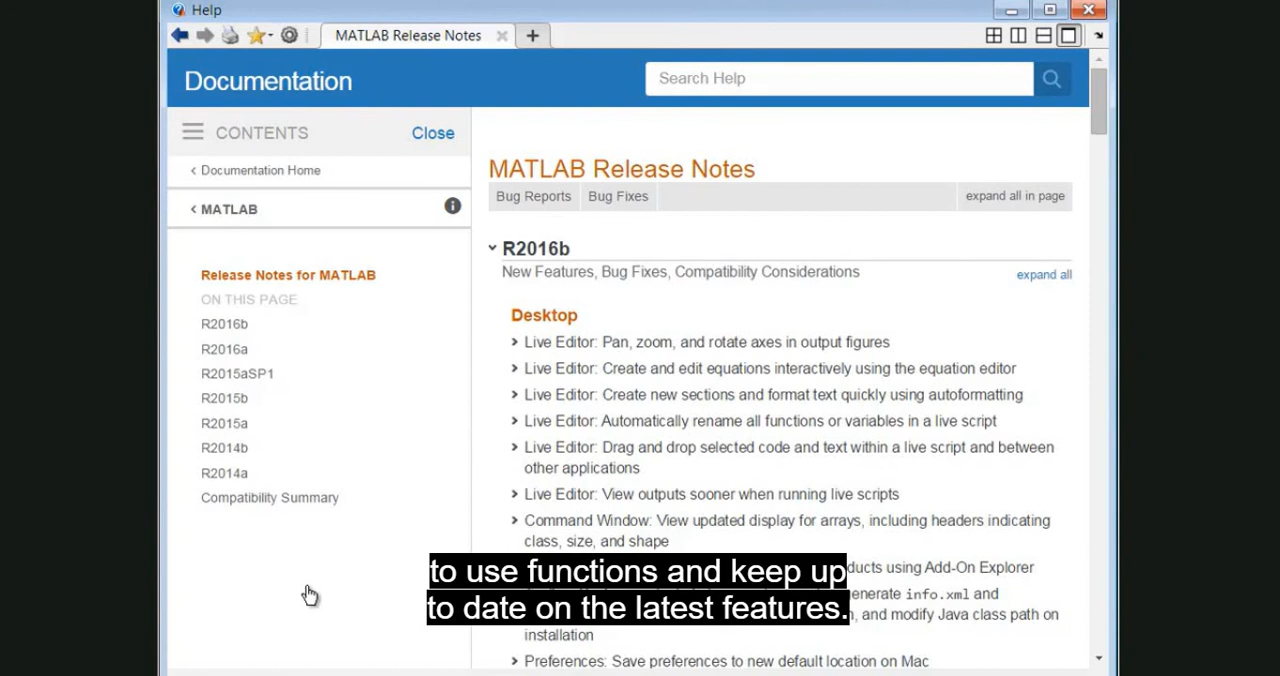 Help
MATLAB Release Notes
Documentation
Search Help
CONTENTS
Close
Documentation Home
MATLAB
Release Notes for MATLAB
ON THIS PAGE
R2016b
R2016a
R2015aSP1
R2015b
R2015a
R2014b
R2014a
Compatibility Summary
MATLAB Release Notes
Bug Reports
Bug Fixes
expand all in page
R2016b
New Features, Bug Fixes, Compatibility Considerations
expand all
Desktop
Live Editor: Pan, zoom, and rotate axes in output figures
Live Editor: Create and edit equations interactively using the equation editor
Live Editor: Create new sections and format text quickly using autoformatting
Live Editor: Automatically rename all functions or variables in a live script
Live Editor: Drag and drop selected code and text within a live script and between
other applications
Live Editor: View outputs sooner when running live scripts
Command Window: View updated display for arrays, including headers indicating
class, size, and shape
using Add-On Explorer
info.xml and
, and modify Java class path on
installation
Preferences: Save preferences to new default location on Mac
to use functions and keep up
to date on the latest features.